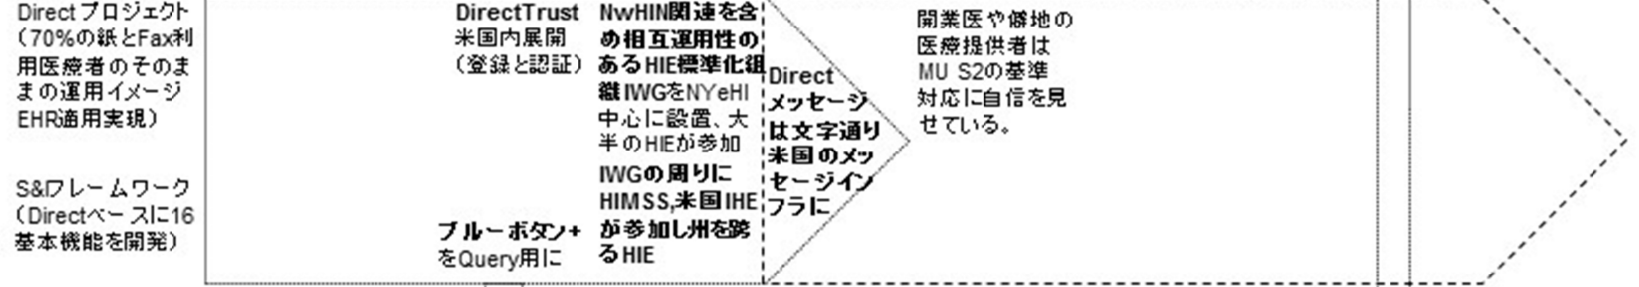 Directプロジェクト
（70%の紙とFax利
用医療者のそのま
まの運用イメージ
EHR適用実現）
S&Iフレームワーク
（Directベースに16
基本機能を開発）
DirectTrust
米国内展開
（登録と認証）
ブルーボタン+
をQuery用に
NwHIN関連を含
め相互運用性の
あるHIE標準化組
織IWGをNYeHI
中心に設置、大
半のHIEが参加
IWGの周りに
HIMSS,米国IHE
が参加し州を跨
るHIE
Direct
メッセージ
は文字通り
米国のメッ
セージイン
フラに
開業医や僻地の
医療提供者は
MU S2の基準
対応に自信を見
せている。